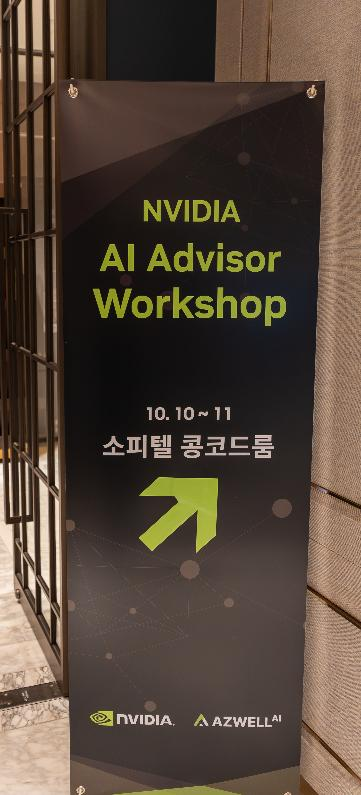 NVIDIA
AI Advisor
Workshop
10. 10 ~ 11
소피텔 콩코드룸
NVIDIA. AZWELL AI